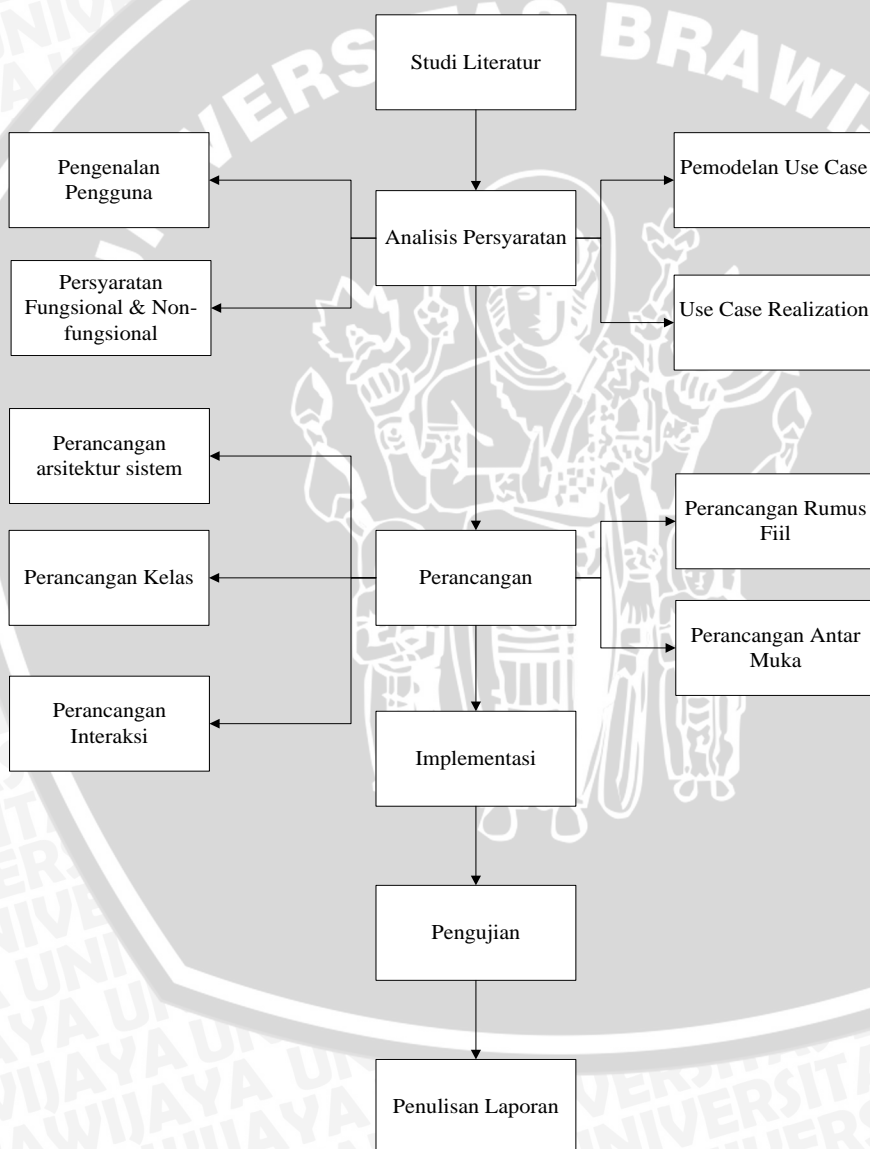 Studi Literatur
Pengenalan
Pengguna
Pemodelan Use Case
Analisis Persyaratan
Persyaratan
Fungsional & Non-
fungsional
Use Case Realization
Perancangan
arsitektur sistem
Perancangan Rumus
Fiil
Perancangan Kelas
Perancangan
Perancangan Antar
Muka
Perancangan
Interaksi
Implementasi
Pengujian
Penulisan Laporan